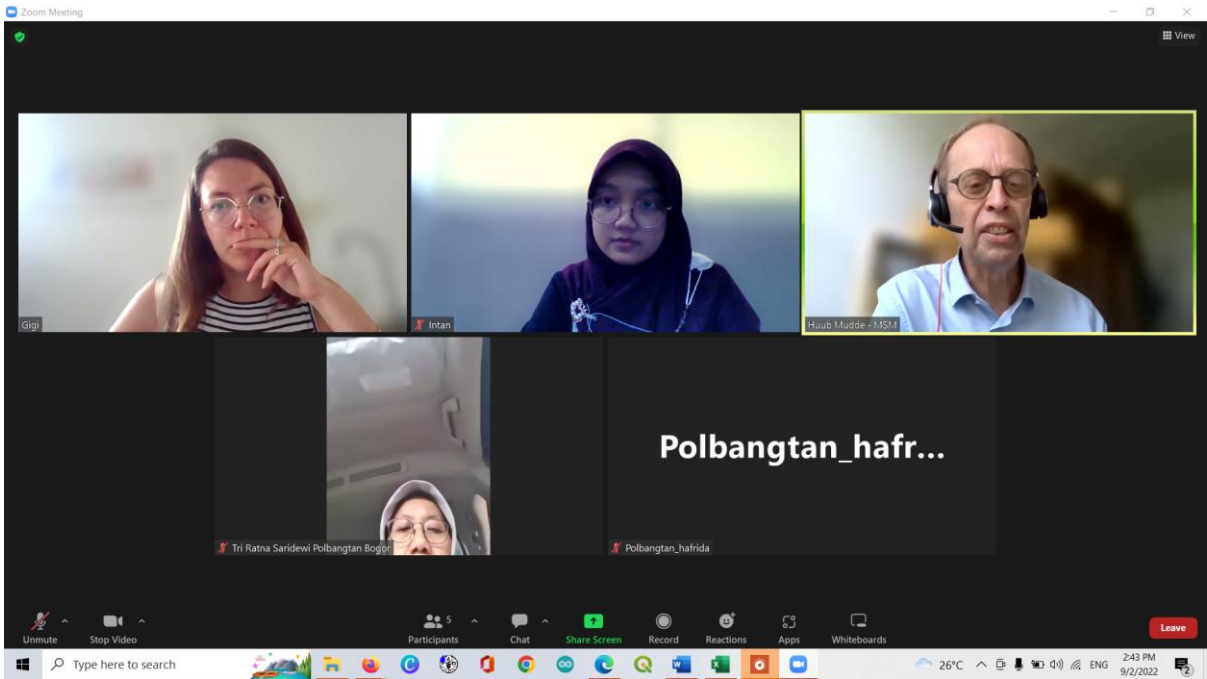 Zoom Meeting
View
Gigi
Intan
Huub Mudde - MSM
Polbangtan_hafr...
Tri Ratna Saridewi Polbangtan Bogor
Polbangtan_hafrida
5
Unmute
Stop Video
Participants
Chat
Share Screen
Record
Reactions
Apps
Whiteboards
Leave
Type here to search
26°C
ENG
2:43 PM
9/2/2022
2